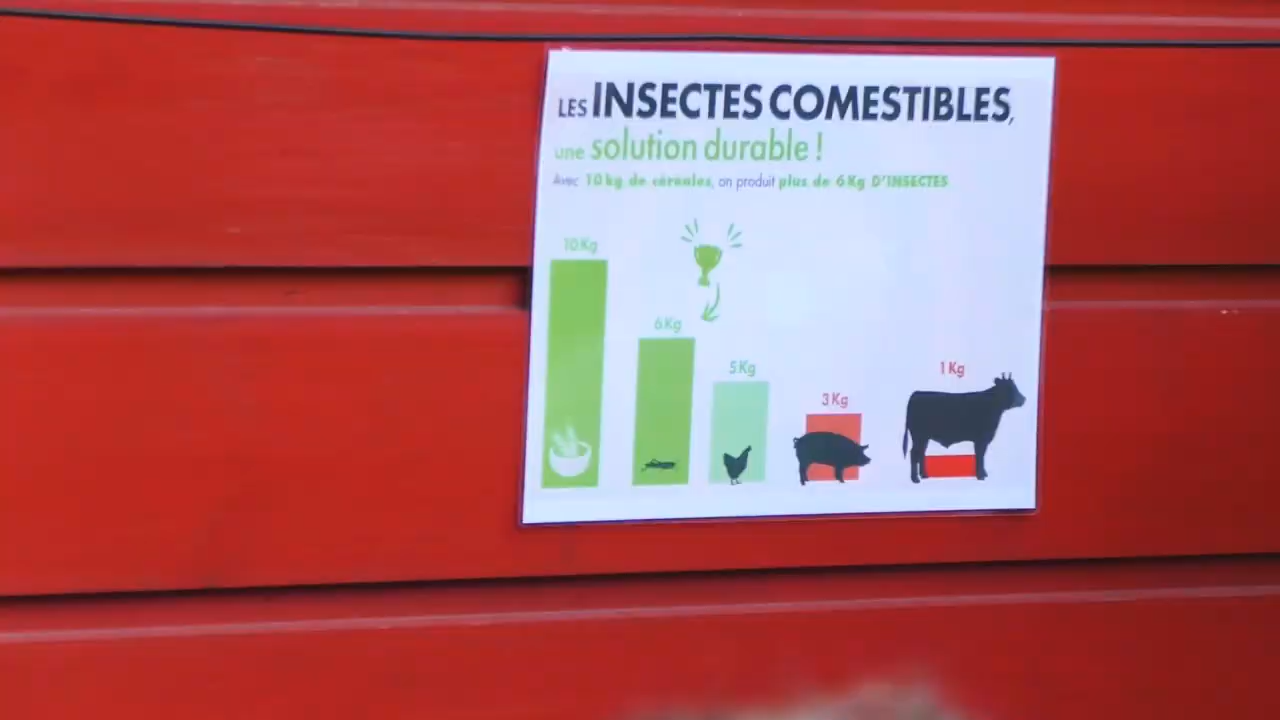 LES INSECTES COMESTIBLES,
une solution durable !
Avec 10 kg de céréales, on produit plus de 6 Kg D'INSECTES
10 Kg
6 Kg
5 Kg
3 Kg
1 Kg